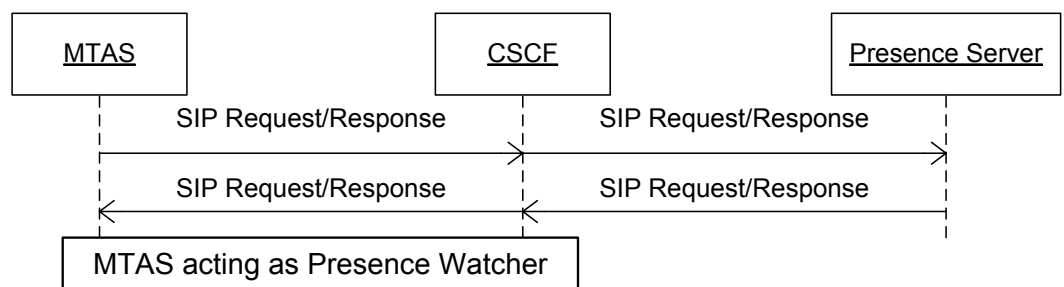 MTAS
CSCF
Presence Server
SIP Request/Response
SIP Request/Response
SIP Request/Response
SIP Request/Response
MTAS acting as Presence Watcher